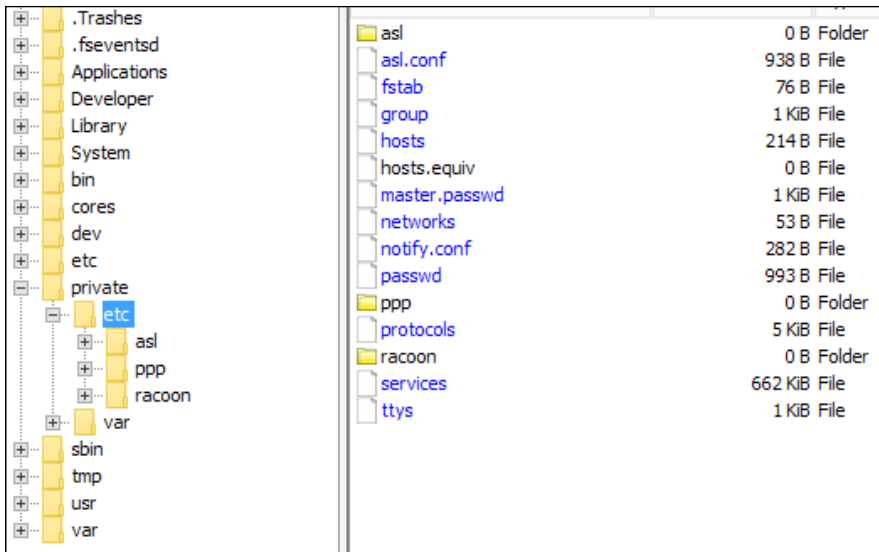 .Trashes
.fseventsd
Applications
Developer
Library
System
bin
cores
dev
etc
private
etc
asl
ppp
racoon
var
sbin
tmp
usr
var
asl 0 B Folder
asl.conf 938 B File
fstab 76 B File
group 1 KiB File
hosts 214 B File
hosts.equiv 0 B File
master.passwd 1 KiB File
networks 53 B File
notify.conf 282 B File
passwd 993 B File
ppp 0 B Folder
protocols 5 KiB File
racoon 0 B Folder
services 662 KiB File
ttys 1 KiB File